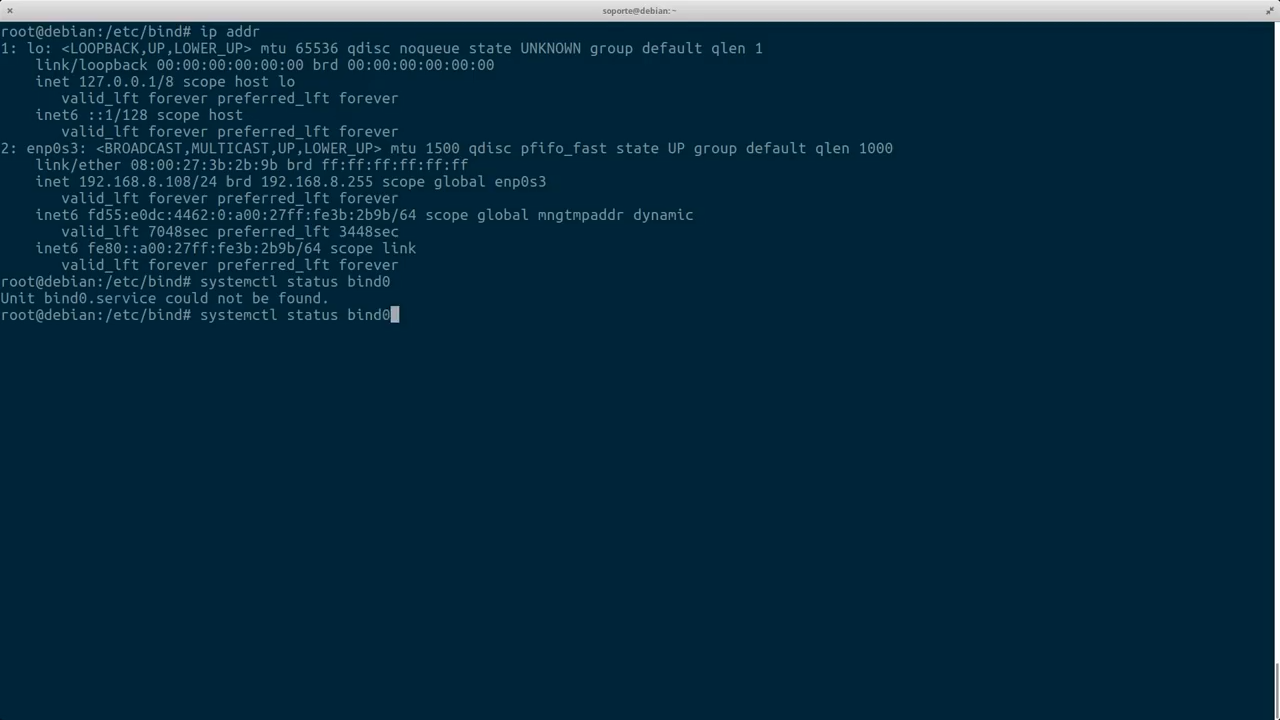 soporte@debian: ~
root@debian:/etc/bind# ip addr
1: lo: <LOOPBACK,UP,LOWER_UP> mtu 65536 qdisc noqueue state UNKNOWN group default qlen 1
    link/loopback 00:00:00:00:00:00 brd 00:00:00:00:00:00
    inet 127.0.0.1/8 scope host lo
       valid_lft forever preferred_lft forever
    inet6 ::1/128 scope host
       valid_lft forever preferred_lft forever
2: enp0s3: <BROADCAST,MULTICAST,UP,LOWER_UP> mtu 1500 qdisc pfifo_fast state UP group default qlen 1000
    link/ether 08:00:27:3b:2b:9b brd ff:ff:ff:ff:ff:ff
    inet 192.168.8.108/24 brd 192.168.8.255 scope global enp0s3
       valid_lft forever preferred_lft forever
    inet6 fd55:e0dc:4462:0:a00:27ff:fe3b:2b9b/64 scope global mngtmpaddr dynamic
       valid_lft 7048sec preferred_lft 3448sec
    inet6 fe80::a00:27ff:fe3b:2b9b/64 scope link
       valid_lft forever preferred_lft forever
root@debian:/etc/bind# systemctl status bind0
Unit bind0.service could not be found.
root@debian:/etc/bind# systemctl status bind0